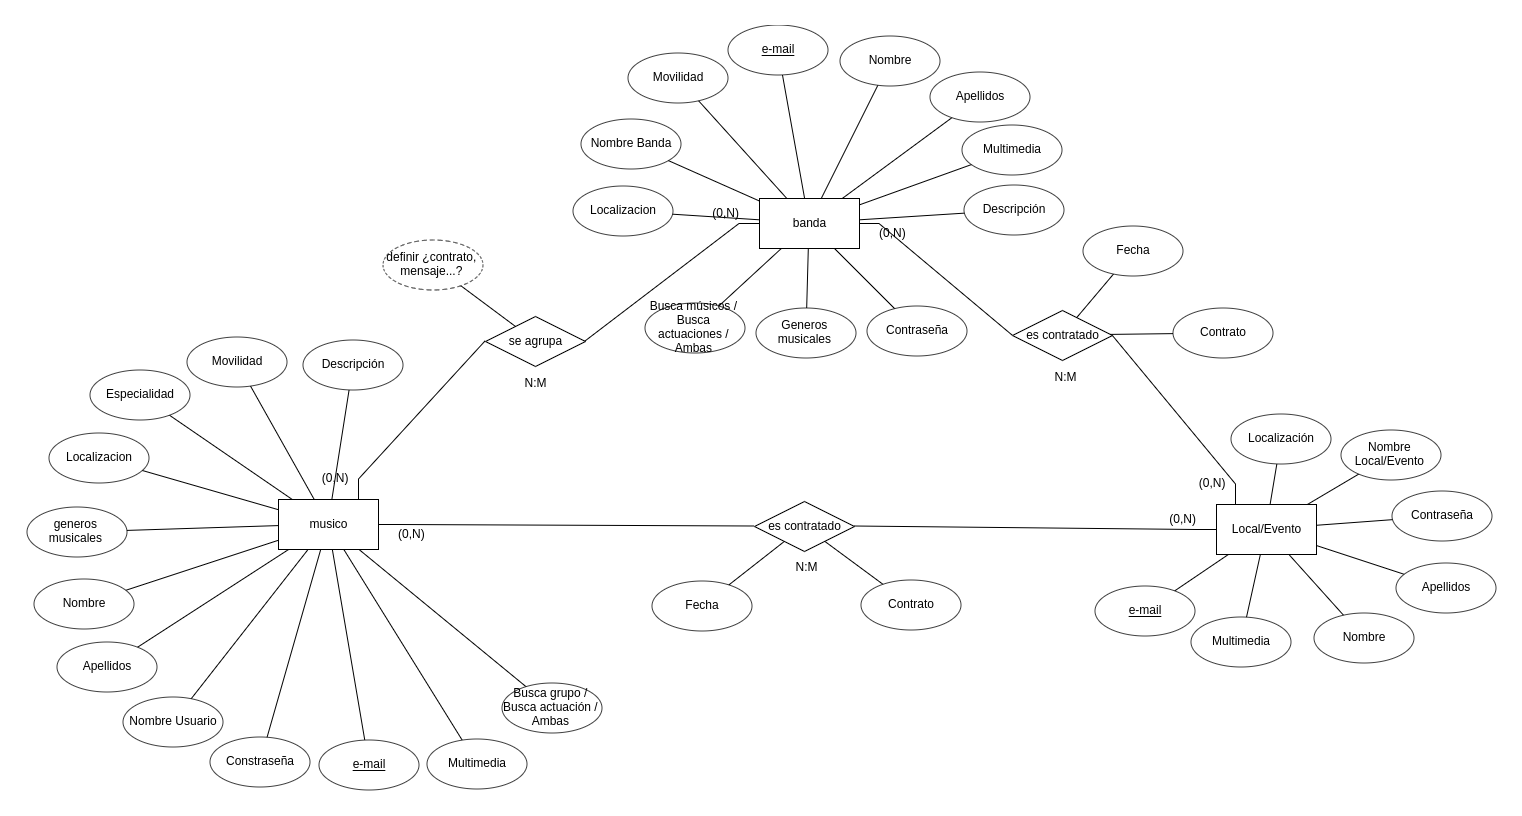 e-mail
Nombre
Movilidad
Apellidos
Nombre Banda
Multimedia
Localizacion
(0,N)
banda
Descripción
(0,N)
definir ¿contrato,
mensaje...?
Fecha
Busca músicos /
Busca
actuaciones /
Ambas
Generos
musicales
Contraseña
es contratado
Contrato
se agrupa
N:M
N:M
Movilidad
Descripción
Especialidad
Localizacion
(0,N)
Localización
Nombre
Local/Evento
(0,N)
Contraseña
generos
musicales
musico
(0,N)
es contratado
N:M
(0,N)
Local/Evento
Apellidos
Nombre
Fecha
Contrato
e-mail
Multimedia
Nombre
Apellidos
Nombre Usuario
Constraseña
e-mail
Multimedia
Busca grupo /
Busca actuación /
Ambas